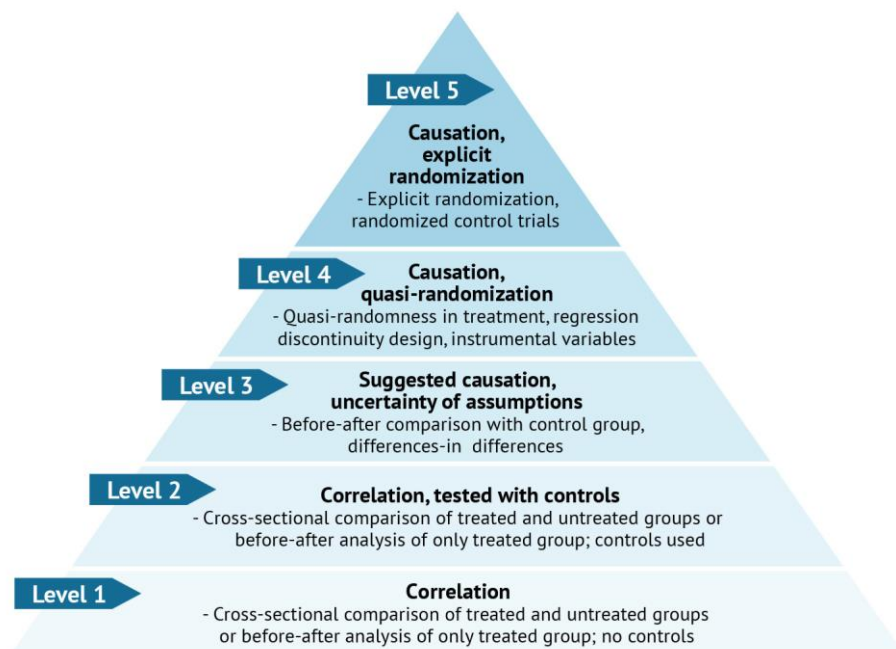 Level 5
Causation,
explicit
randomization
- Explicit randomization,
randomized control trials
Level 4
Causation,
quasi-randomization
- Quasi-randomness in treatment, regression
discontinuity design, instrumental variables
Level 3
Suggested causation,
uncertainty of assumptions
- Before-after comparison with control group,
differences-in differences
Level 2
Correlation, tested with controls
- Cross-sectional comparison of treated and untreated groups or
before-after analysis of only treated group; controls used
Level 1
Correlation
- Cross-sectional comparison of treated and untreated groups
or before-after analysis of only treated group; no controls